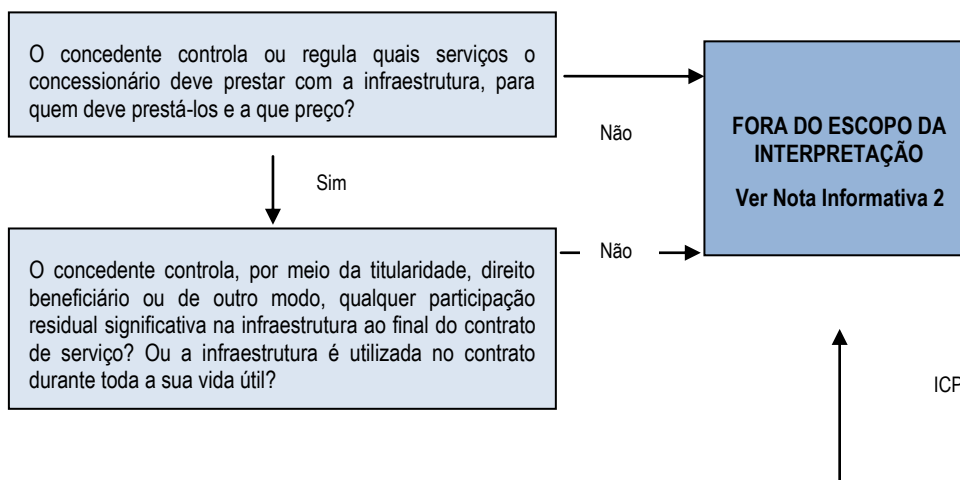 O concedente controla ou regula quais serviços o
concessionário deve prestar com a infraestrutura, para
quem deve prestá-los e a que preço?
Não
FORA DO ESCOPO DA
INTERPRETAÇÃO
Ver Nota Informativa 2
Sim
O concedente controla, por meio da titularidade, direito
beneficiário ou de outro modo, qualquer participação
residual significativa na infraestrutura ao final do contrato
de serviço? Ou a infraestrutura é utilizada no contrato
durante toda a sua vida útil?
Não
ICP